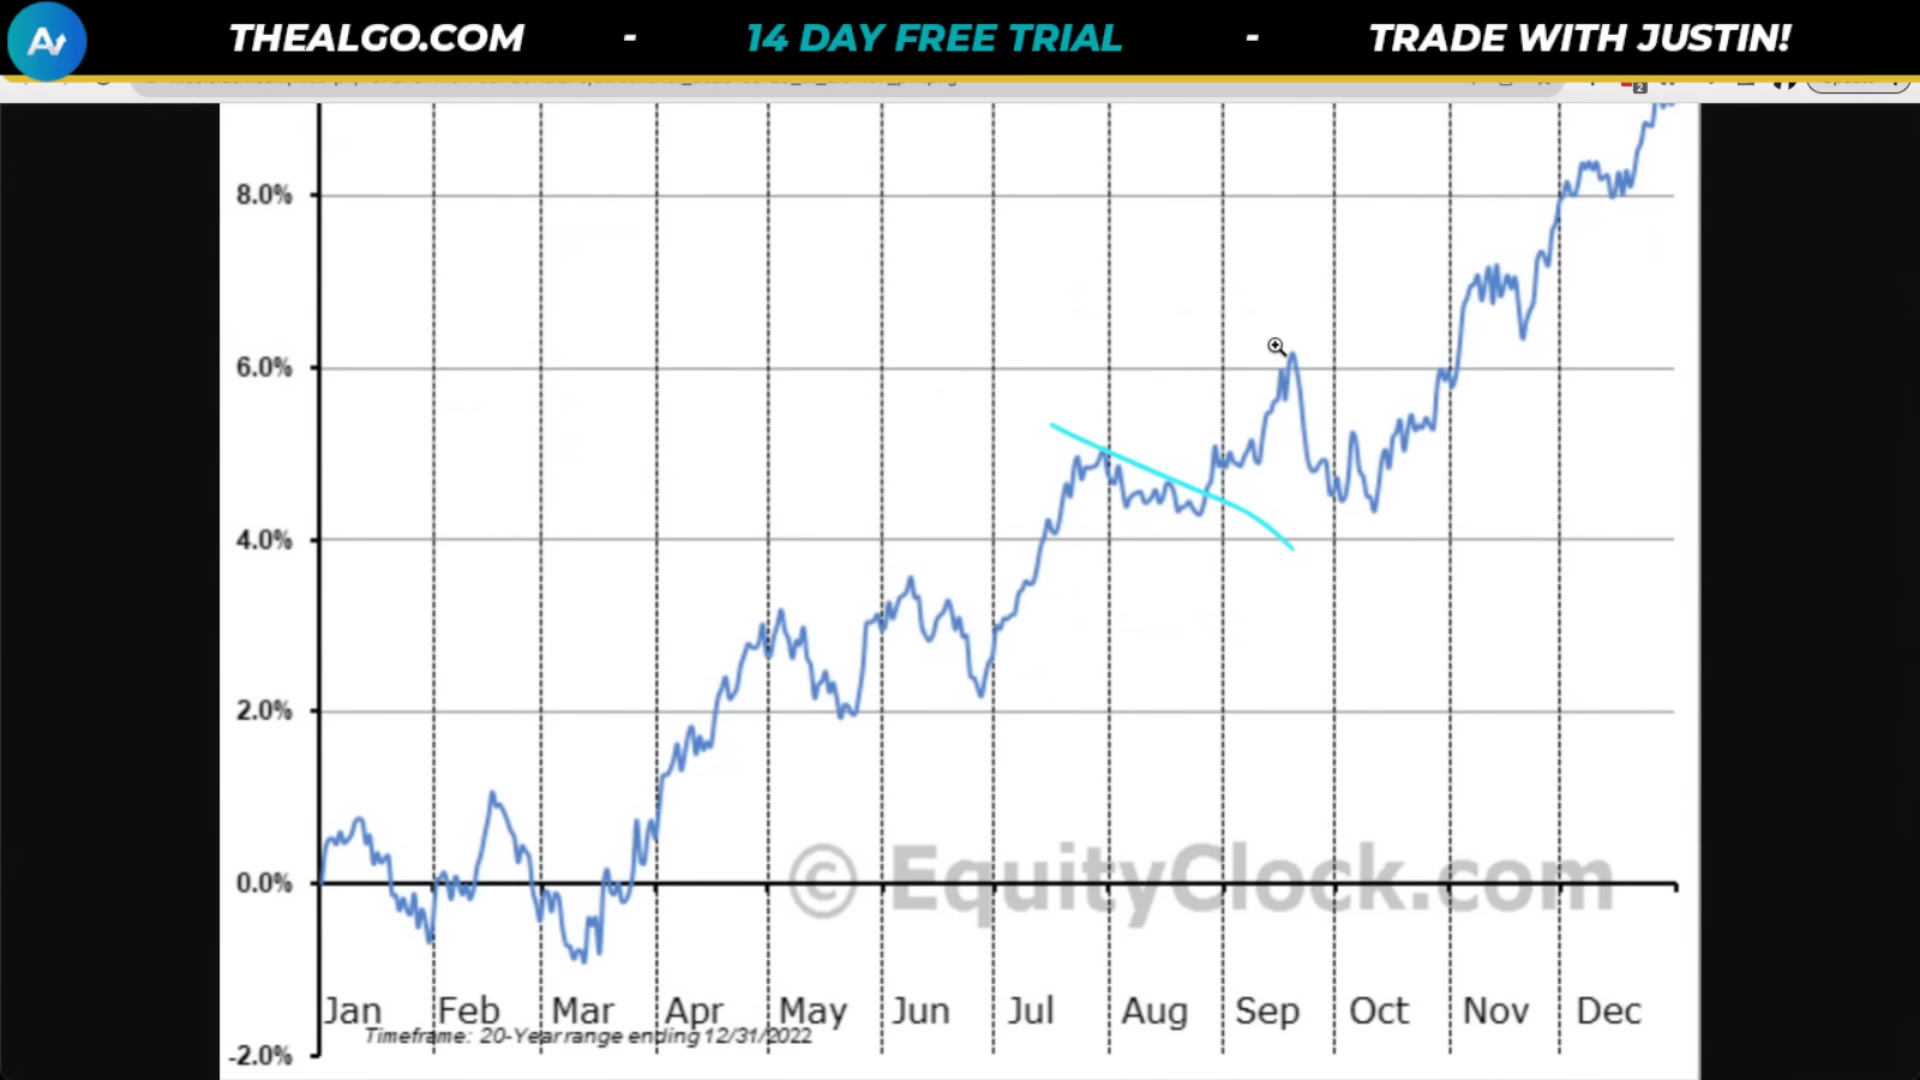 THEALGO.COM - 14 DAY FREE TRIAL - TRADE WITH JUSTIN!
2
8.0%
6.0%
4.0%
2.0%
0.0%
© EquityClock.com
Jan Feb Mar Apr May Jun Jul Aug Sep Oct Nov Dec
Timeframe: 20-Year range ending 12/31/2022
-2.0%